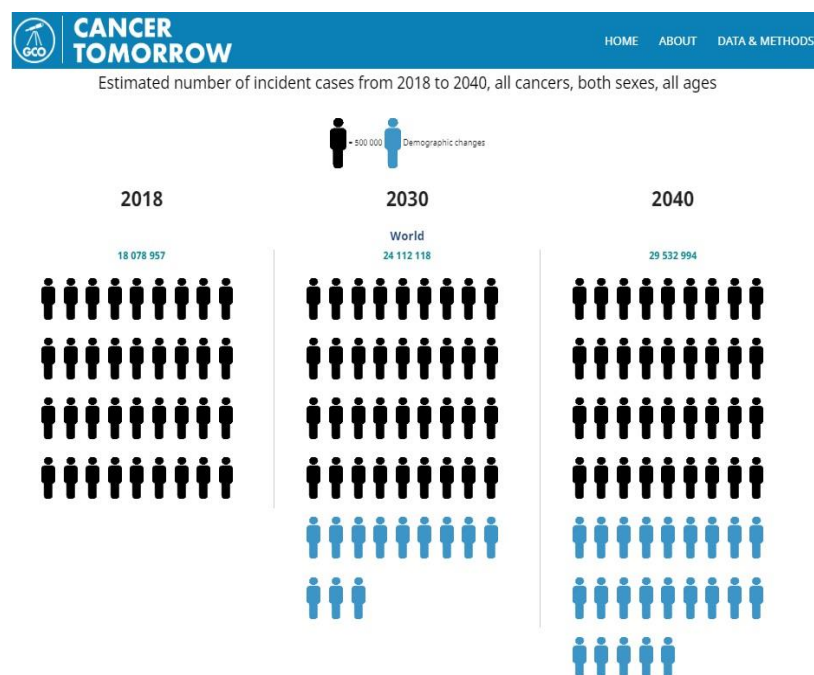 GCO
CANCER
TOMORROW
HOME ABOUT DATA & METHODS
Estimated number of incident cases from 2018 to 2040, all cancers, both sexes, all ages
= 500 000 Demographic changes
2018 2030 2040
World
18 078 957 24 112 118 29 532 994